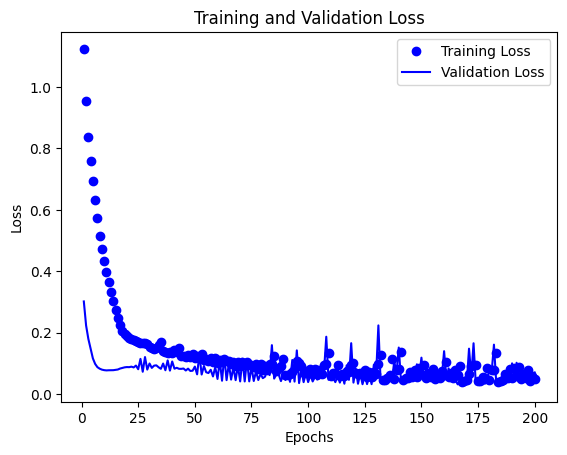 Training and Validation Loss
Training Loss
Validation Loss
1.0
0.8
0.6
0.4
0.2
0.0
Loss
0 25 50 75 100 125 150 175 200
Epochs